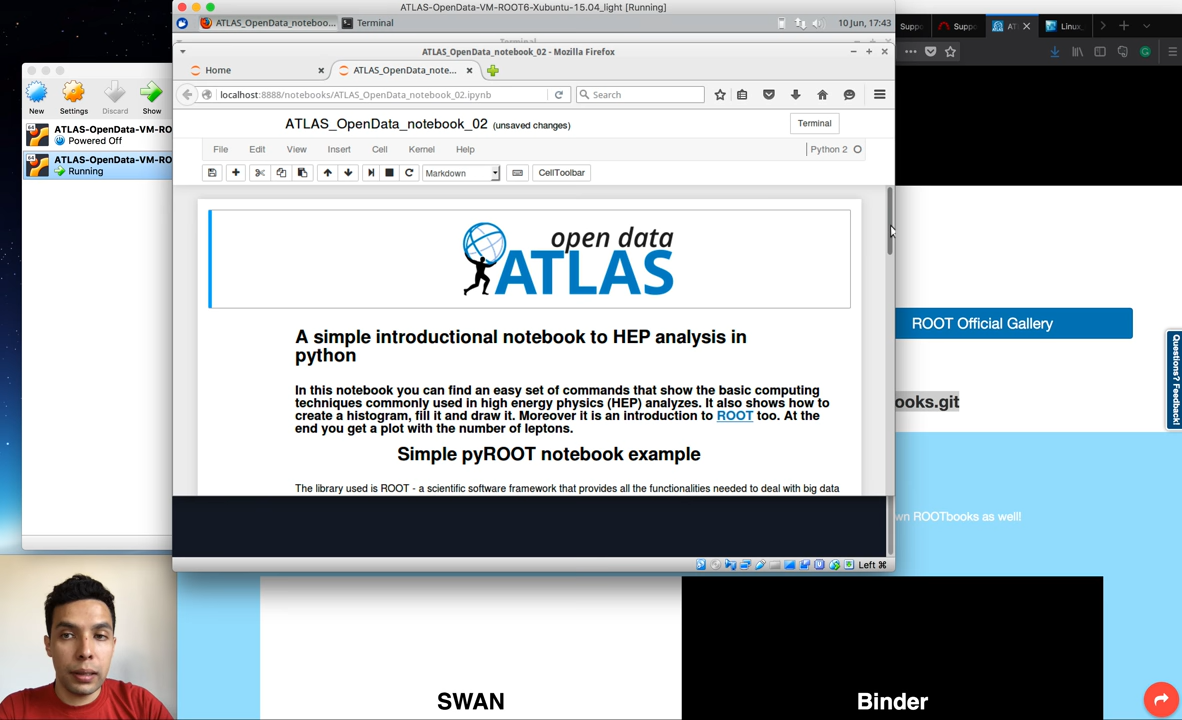 ATLAS-OpenData-VM-ROOT6-Xubuntu-15.04_light [Running]
ATLAS_OpenData_noteboo...
Terminal
10 Jun, 17:43
Terminal
ATLAS_OpenData_notebook_02 - Mozilla Firefox
Home
ATLAS_OpenData_note...
localhost:8888/notebooks/ATLAS_OpenData_notebook_02.ipynb
Search
ATLAS_OpenData_notebook_02 (unsaved changes)
Terminal
File Edit View Insert Cell Kernel Help
Python 2
Markdown
CellToolbar
open data
ATLAS
A simple introductional notebook to HEP analysis in
python
In this notebook you can find an easy set of commands that show the basic computing
techniques commonly used in high energy physics (HEP) analyzes. It also shows how to
create a histogram, fill it and draw it. Moreover it is an introduction to ROOT too. At the
end you get a plot with the number of leptons.
Simple pyROOT notebook example
The library used is ROOT - a scientific software framework that provides all the functionalities needed to deal with big data
Left ⌘
New Settings Discard Show
ATLAS-OpenData-VM-RO
Powered Off
ATLAS-OpenData-VM-RO
Running
64
64
Suppo
Suppo
AT
Linux
ROOT Official Gallery
ooks.git
Questions? Feedback!
wn ROOTbooks as well!
SWAN
Binder